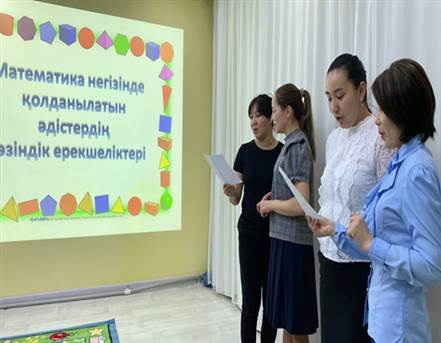 Математика негізінде
қолданылатын
әдістердің
өзіндік ерекшеліктері